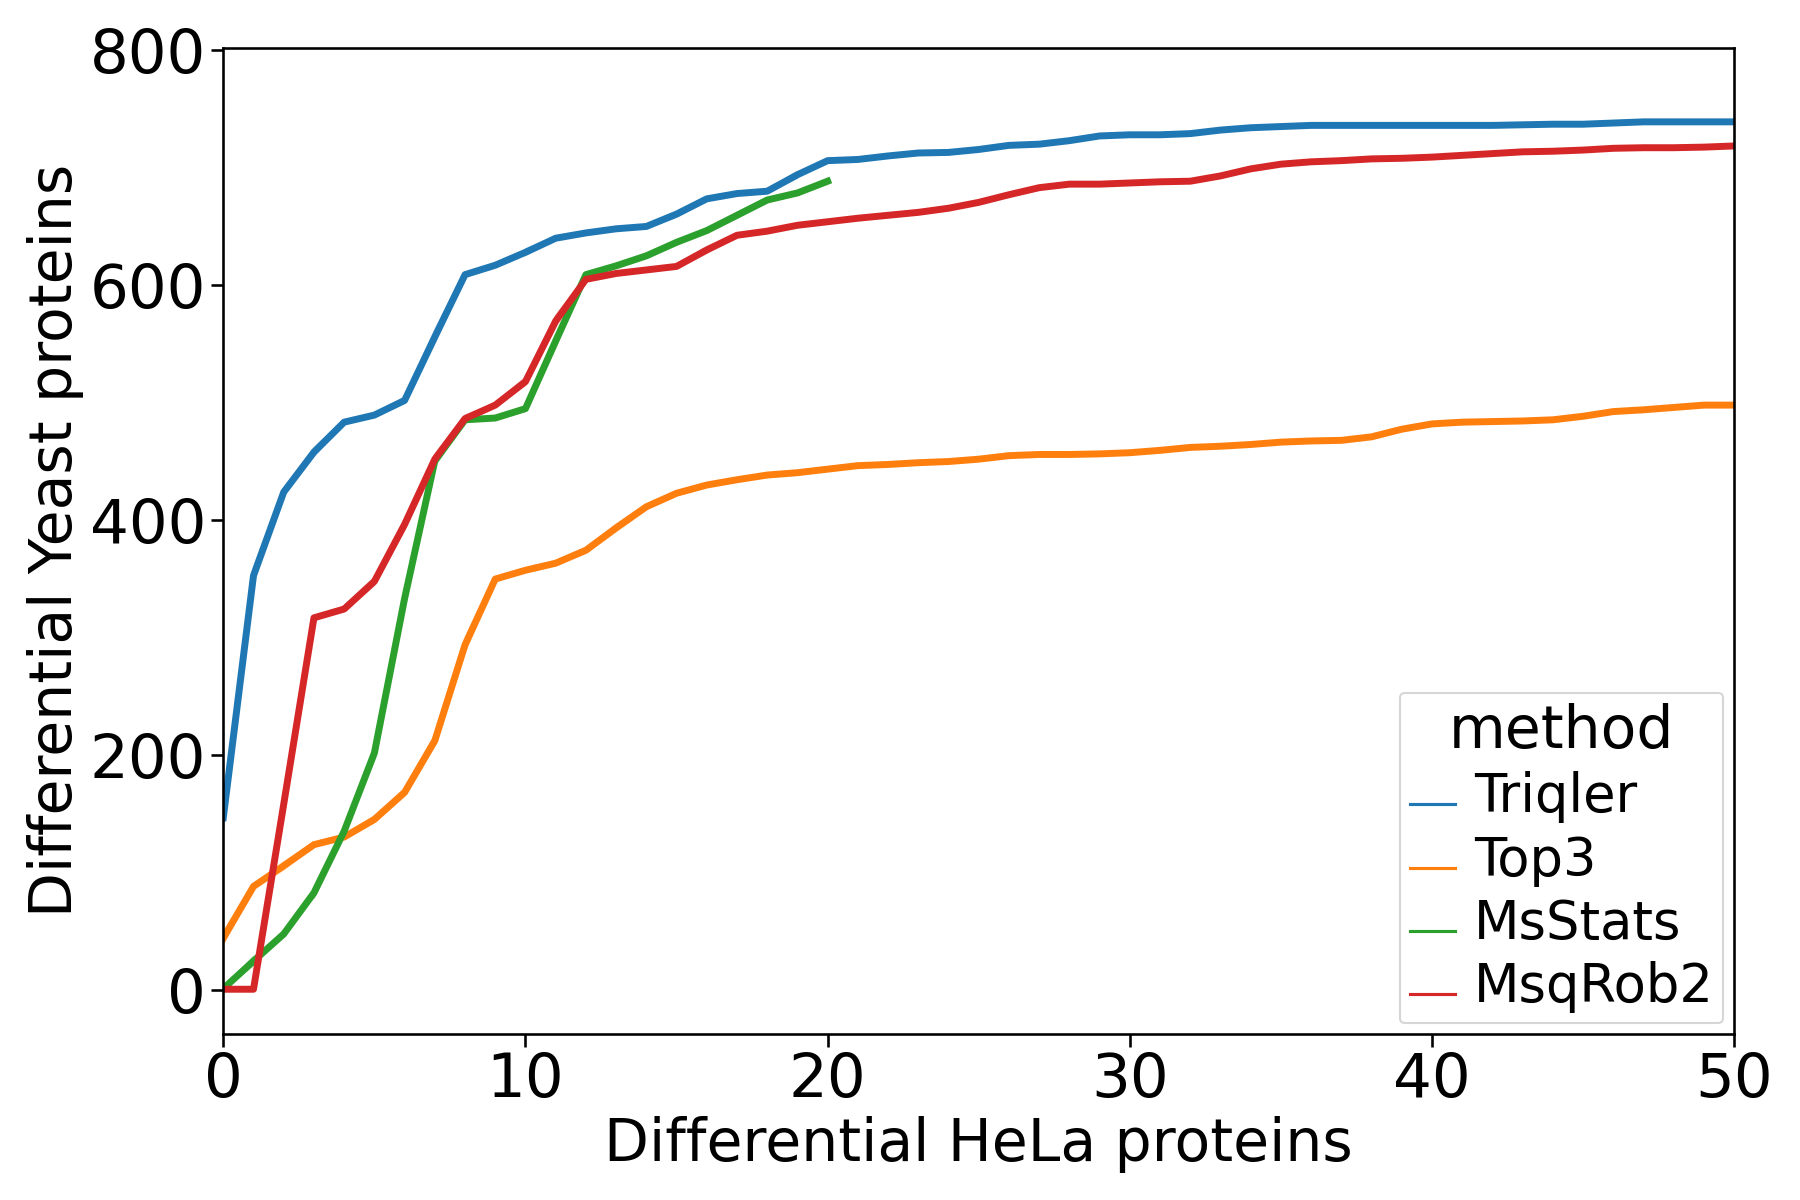 800
600
400
200
0
Differential Yeast proteins
0 10 20 30 40 50
Differential HeLa proteins
method
Triqler
Top3
MsStats
MsqRob2